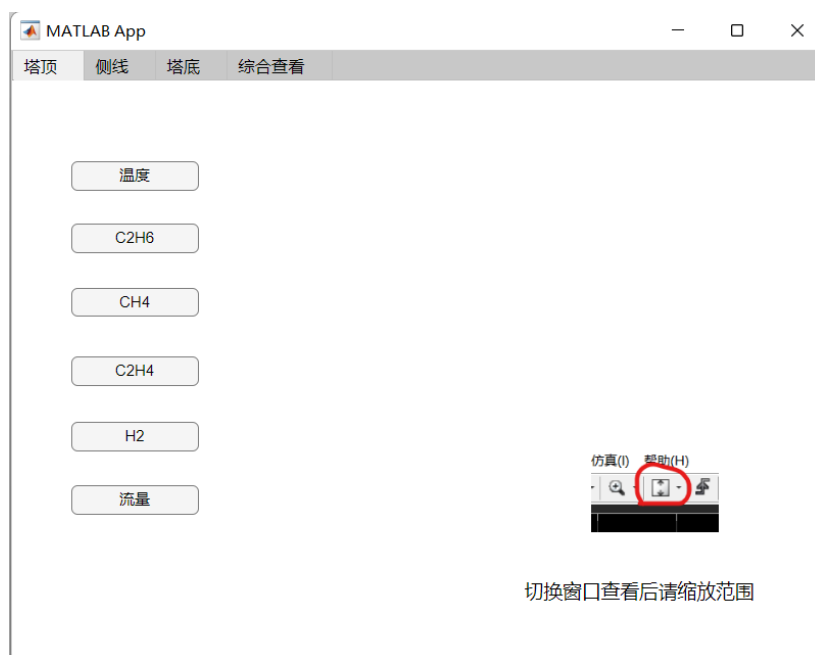 MATLAB App
塔顶 侧线 塔底 综合查看
温度
C2H6
CH4
C2H4
H2
流量
仿真(I) 帮助(H)
切换窗口查看后请缩放范围